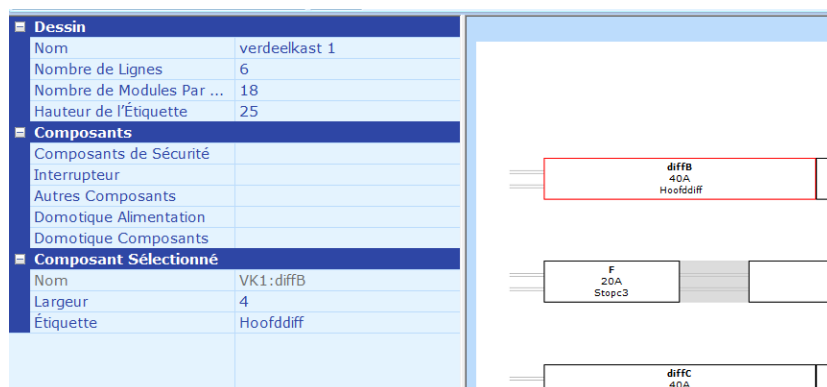 Dessin
Nom verdeelkast 1
Nombre de Lignes 6
Nombre de Modules Par ... 18
Hauteur de l'Étiquette 25
Composants
Composants de Sécurité
Interrupteur
Autres Composants
Domotique Alimentation
Domotique Composants
Composant Sélectionné
Nom VK1:diffB
Largeur 4
Étiquette Hoofddiff
diffB
40A
Hoofddiff
F
20A
Stopc3
diffC
40A